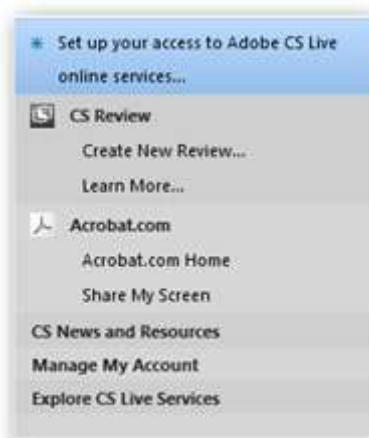 Set up your access to Adobe CS Live
online services...
CS Review
Create New Review...
Learn More...
Acrobat.com
Acrobat.com Home
Share My Screen
CS News and Resources
Manage My Account
Explore CS Live Services